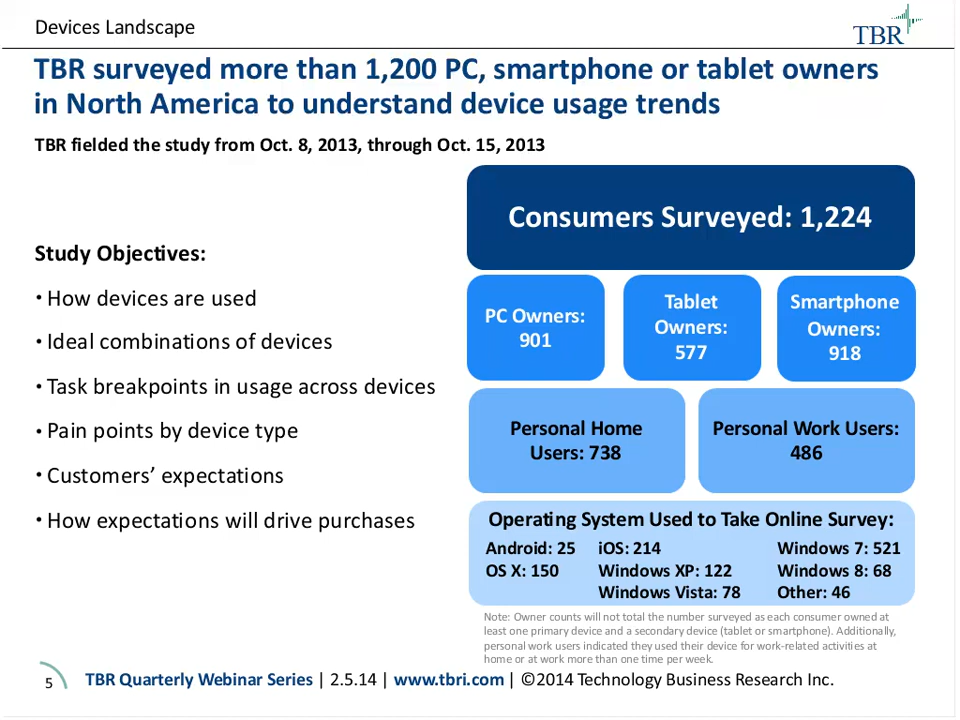 Devices Landscape
TBR
TBR surveyed more than 1,200 PC, smartphone or tablet owners
in North America to understand device usage trends
TBR fielded the study from Oct. 8, 2013, through Oct. 15, 2013
Study Objectives:
• How devices are used
• Ideal combinations of devices
• Task breakpoints in usage across devices
• Pain points by device type
• Customers’ expectations
• How expectations will drive purchases
Consumers Surveyed: 1,224
PC Owners:
901
Tablet
Owners:
577
Smartphone
Owners:
918
Personal Home
Users: 738
Personal Work Users:
486
Operating System Used to Take Online Survey:
Android: 25 iOS: 214 Windows 7: 521
OS X: 150 Windows XP: 122 Windows 8: 68
Windows Vista: 78 Other: 46
Note: Owner counts will not total the number surveyed as each consumer owned at
least one primary device and a secondary device (tablet or smartphone). Additionally,
personal work users indicated they used their device for work-related activities at
home or at work more than one time per week.
5 TBR Quarterly Webinar Series | 2.5.14 | www.tbri.com | ©2014 Technology Business Research Inc.